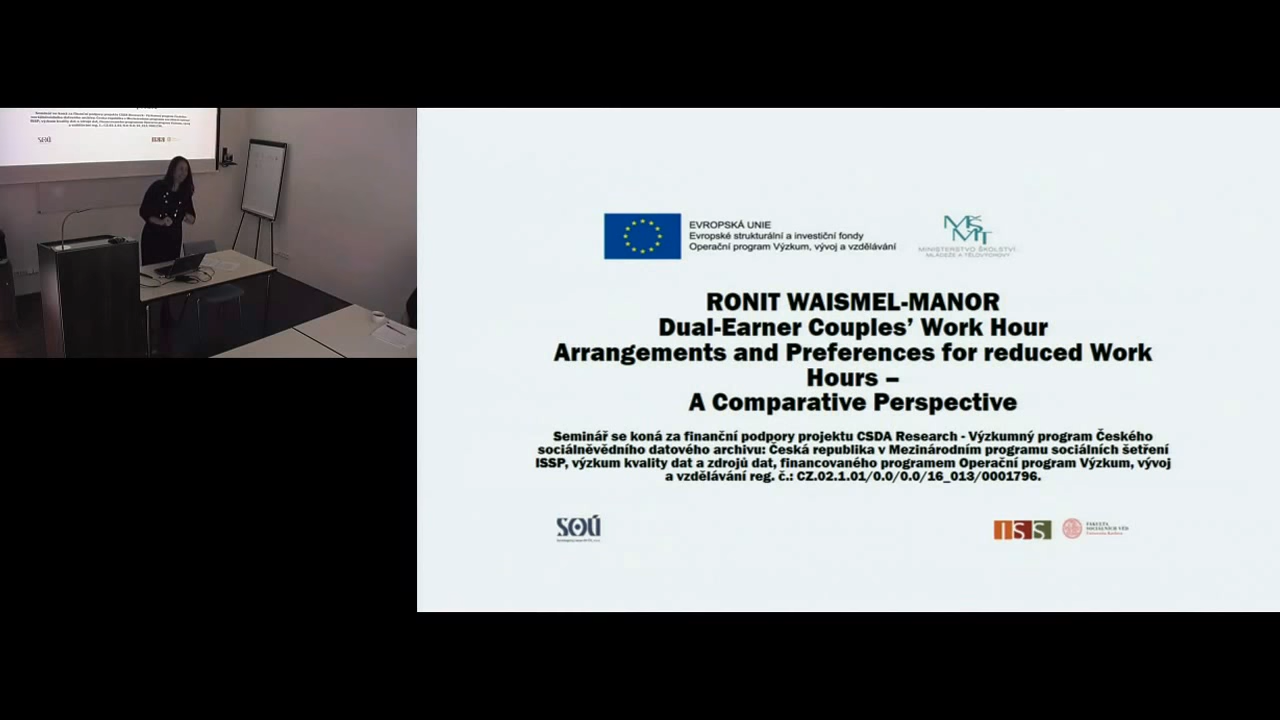 EVROPSKÁ UNIE
Evropské strukturální a investiční fondy
Operační program Výzkum, vývoj a vzdělávání
MINISTERSTVO ŠKOLSTVÍ
MLÁDEŽE A TĚLOVÝCHOVY
RONIT WAISMEL-MANOR
Dual-Earner Couples’ Work Hour
Arrangements and Preferences for reduced Work
Hours –
A Comparative Perspective
Seminář se koná za finanční podpory projektu CSDA Research - Výzkumný program Českého
sociálněvědního datového archivu: Česká republika v Mezinárodním programu sociálních šetření
ISSP, výzkum kvality dat a zdrojů dat, financovaného programem Operační program Výzkum, vývoj
a vzdělávání reg. č.: CZ.02.1.01/0.0/0.0/16_013/0001796.
SOÚ
ISS
FAKULTA
SOCIÁLNÍCH VĚD